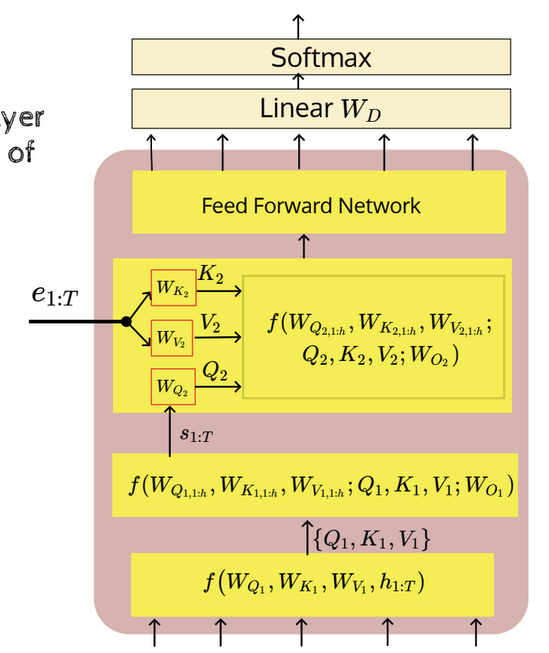 Softmax
Linear W_D
yer
of
Feed Forward Network
e_{1:T}
W_{K_2} K_2
W_{V_2} V_2
W_{Q_2} Q_2
f(W_{Q_{2,1:h}}, W_{K_{2,1:h}}, W_{V_{2,1:h}};
Q_2, K_2, V_2; W_{O_2})
s_{1:T}
f(W_{Q_{1,1:h}}, W_{K_{1,1:h}}, W_{V_{1,1:h}}; Q_1, K_1, V_1; W_{O_1})
{Q_1, K_1, V_1}
f(W_{Q_1}, W_{K_1}, W_{V_1}, h_{1:T})